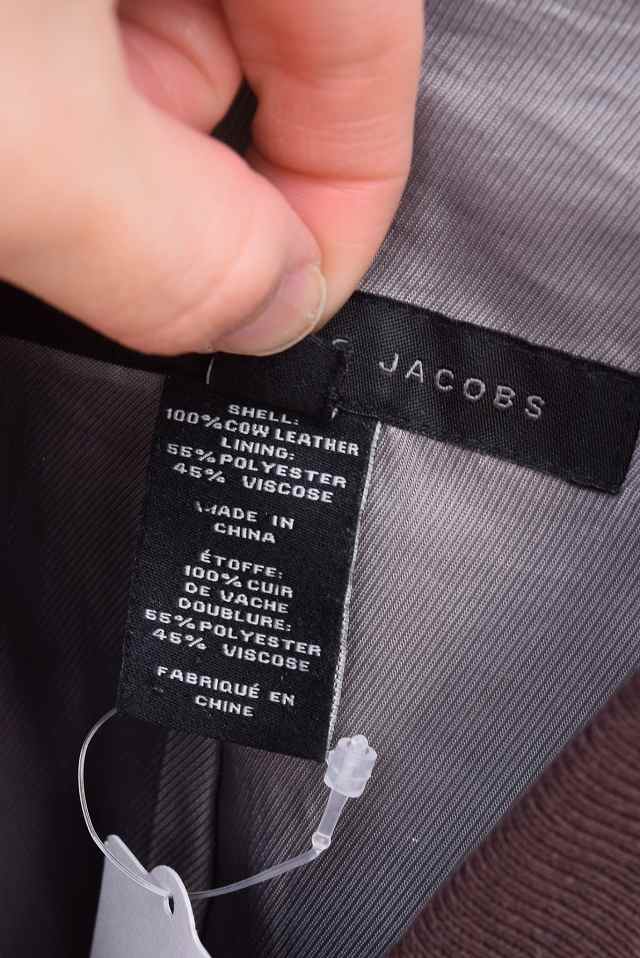 JACOBS
SHELL:
100% COW LEATHER
LINING:
55% POLYESTER
45% VISCOSE
MADE IN
CHINA
ÉTOFFE:
100% CUIR
DE VACHE
DOUBLURE:
55% POLYESTER
45% VISCOSE
FABRIQUÉ EN
CHINE